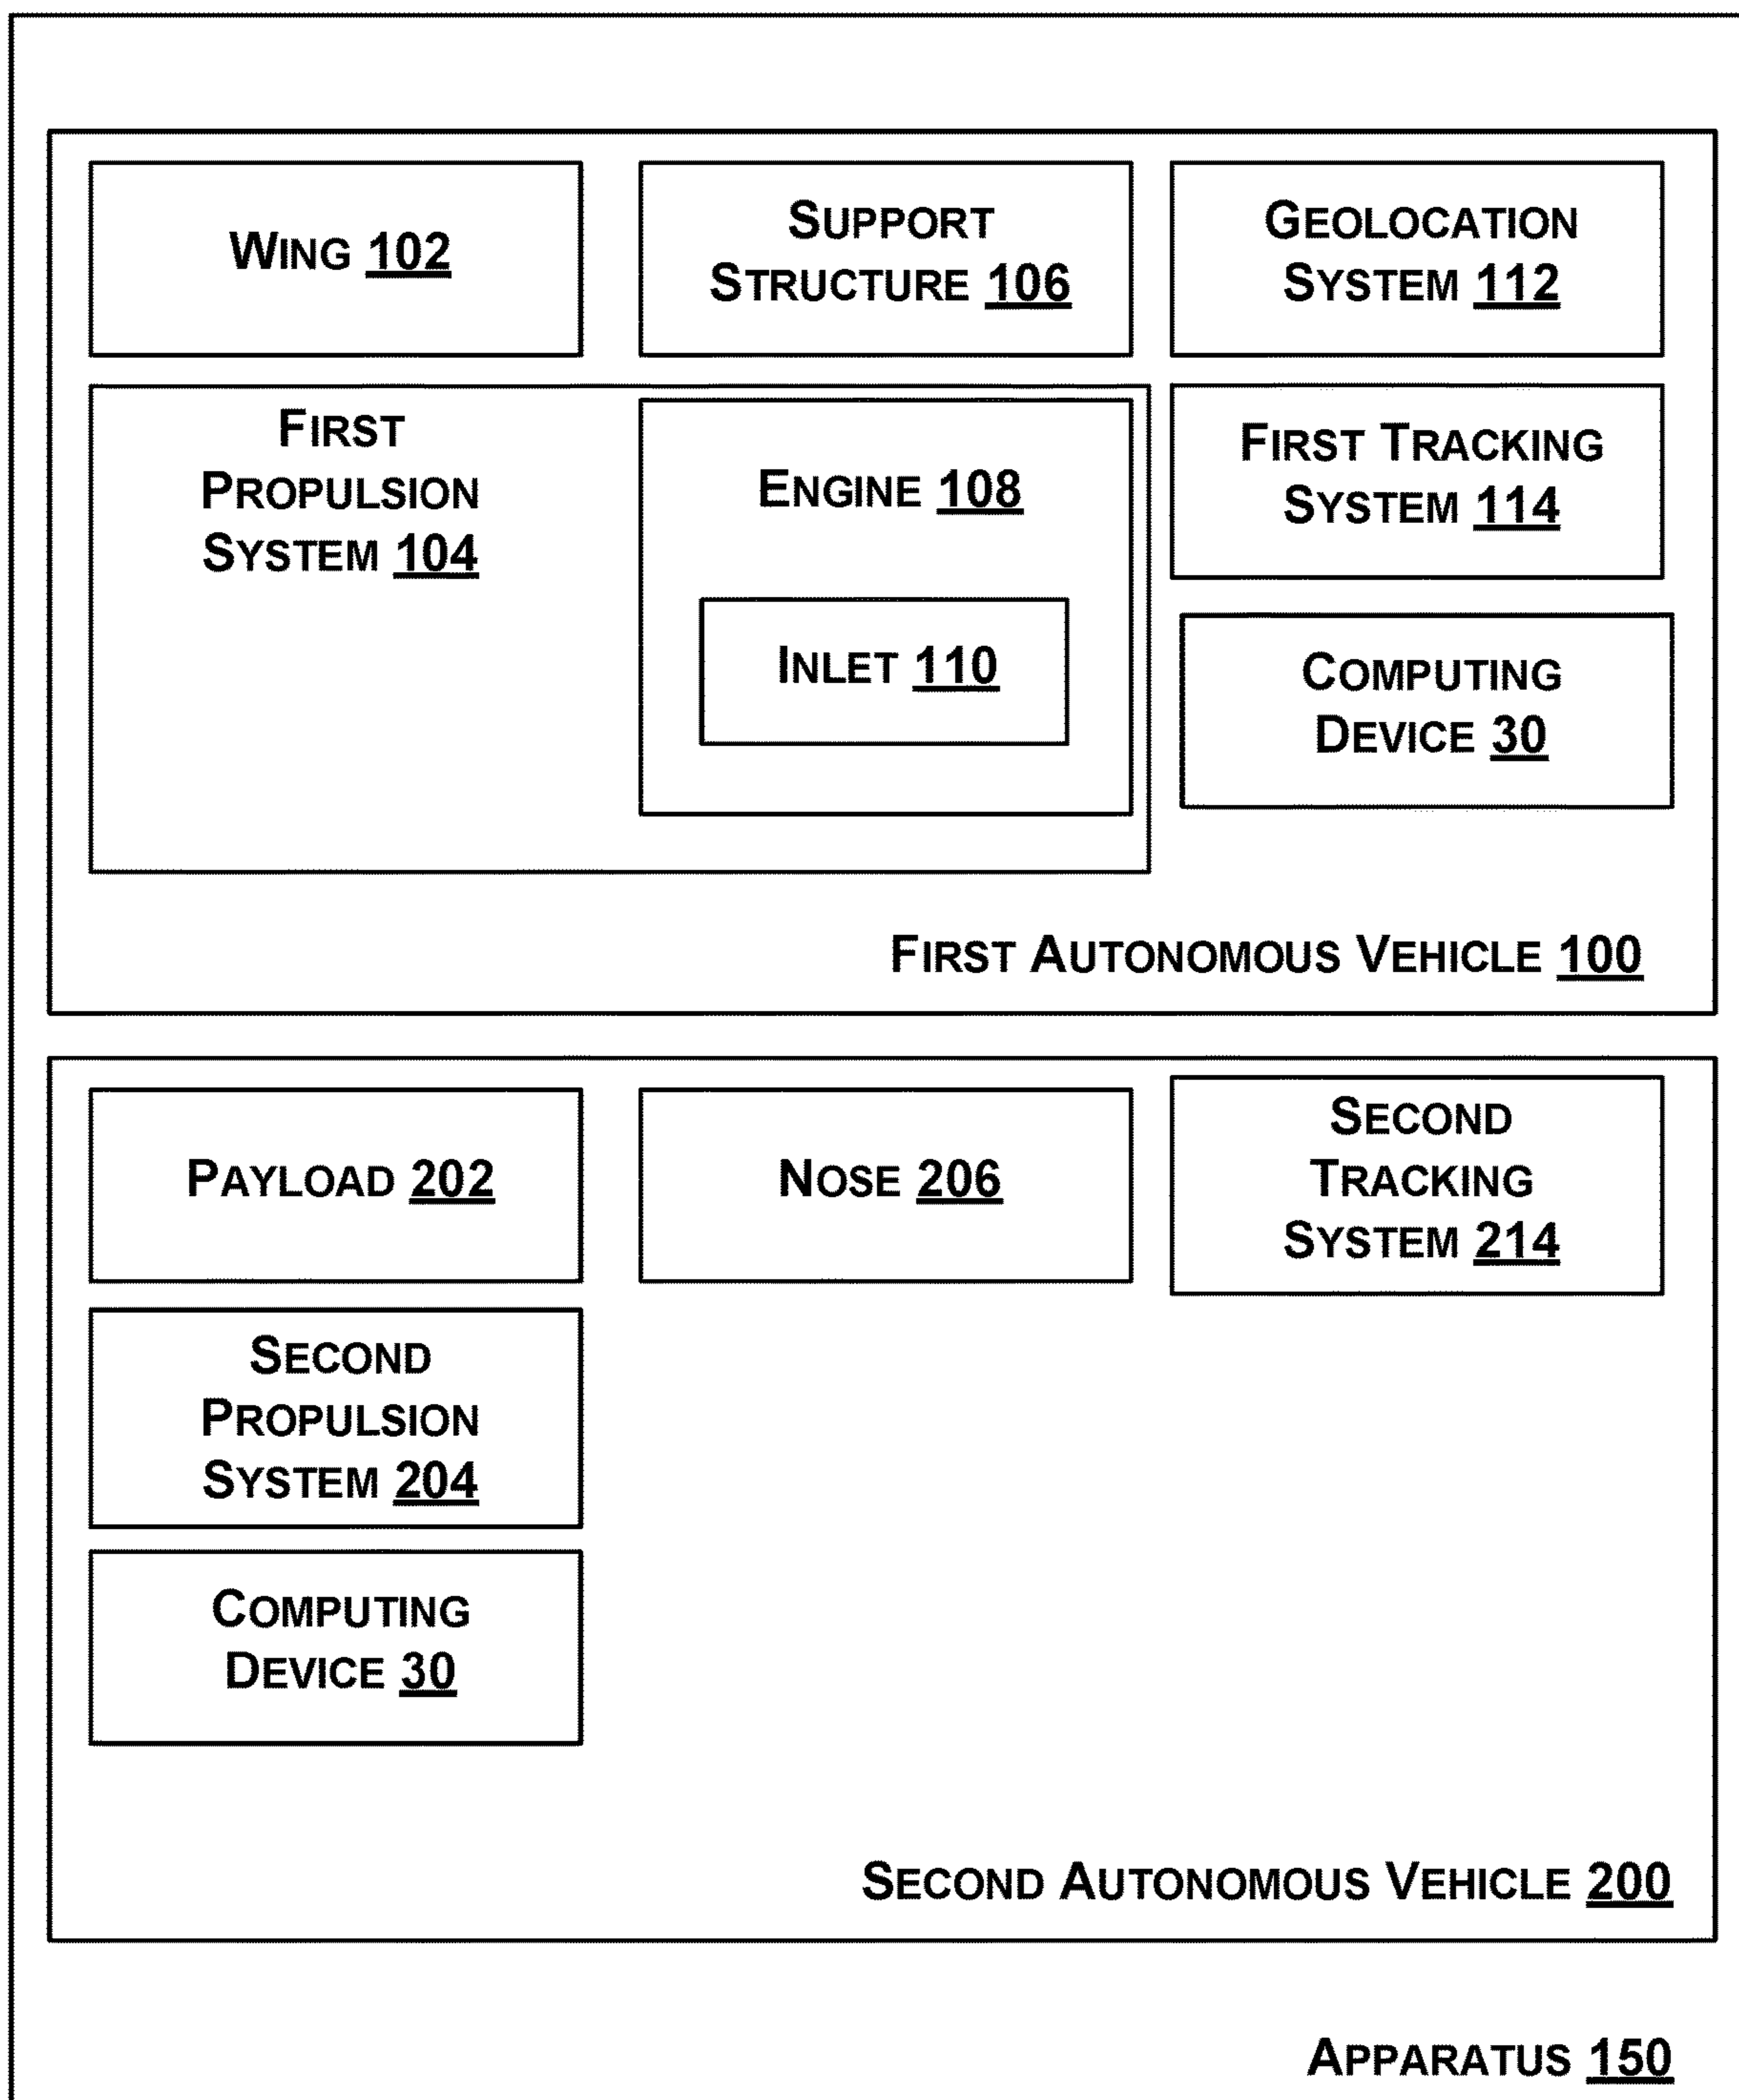 WING 102
SUPPORT
STRUCTURE 106
GEOLOCATION
SYSTEM 112
FIRST
PROPULSION
SYSTEM 104
ENGINE 108
INLET 110
FIRST TRACKING
SYSTEM 114
COMPUTING
DEVICE 30
FIRST AUTONOMOUS VEHICLE 100
PAYLOAD 202
NOSE 206
SECOND
TRACKING
SYSTEM 214
SECOND
PROPULSION
SYSTEM 204
COMPUTING
DEVICE 30
SECOND AUTONOMOUS VEHICLE 200
APPARATUS 150